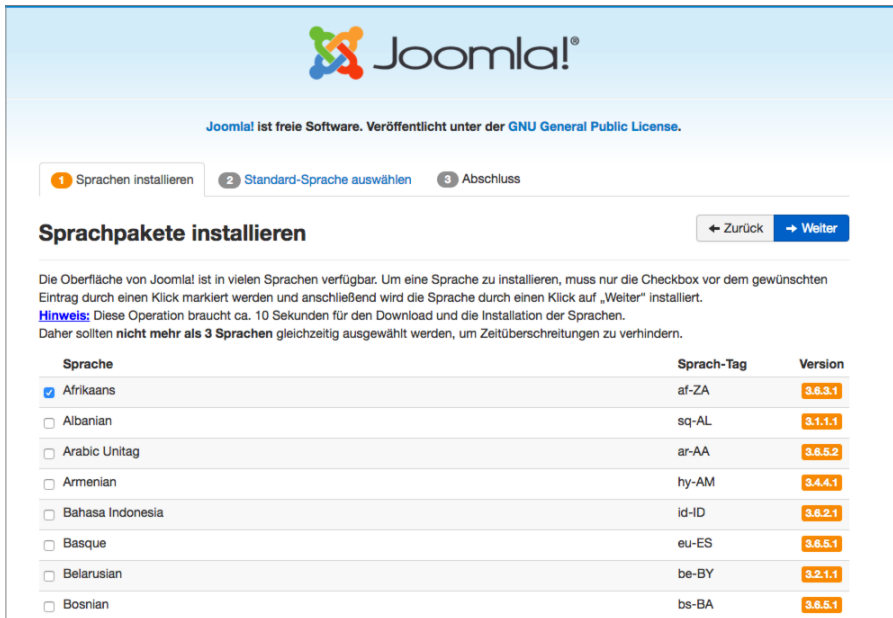 Joomla!®
Joomla! ist freie Software. Veröffentlicht unter der GNU General Public License.
1 Sprachen installieren 2 Standard-Sprache auswählen 3 Abschluss
Sprachpakete installieren
← Zurück → Weiter
Die Oberfläche von Joomla! ist in vielen Sprachen verfügbar. Um eine Sprache zu installieren, muss nur die Checkbox vor dem gewünschten
Eintrag durch einen Klick markiert werden und anschließend wird die Sprache durch einen Klick auf „Weiter" installiert.
Hinweis: Diese Operation braucht ca. 10 Sekunden für den Download und die Installation der Sprachen.
Daher sollten nicht mehr als 3 Sprachen gleichzeitig ausgewählt werden, um Zeitüberschreitungen zu verhindern.
Sprache Sprach-Tag Version
Afrikaans af-ZA 3.6.3.1
Albanian sq-AL 3.1.1.1
Arabic Unitag ar-AA 3.6.5.2
Armenian hy-AM 3.4.4.1
Bahasa Indonesia id-ID 3.6.2.1
Basque eu-ES 3.6.5.1
Belarusian be-BY 3.2.1.1
Bosnian bs-BA 3.6.5.1